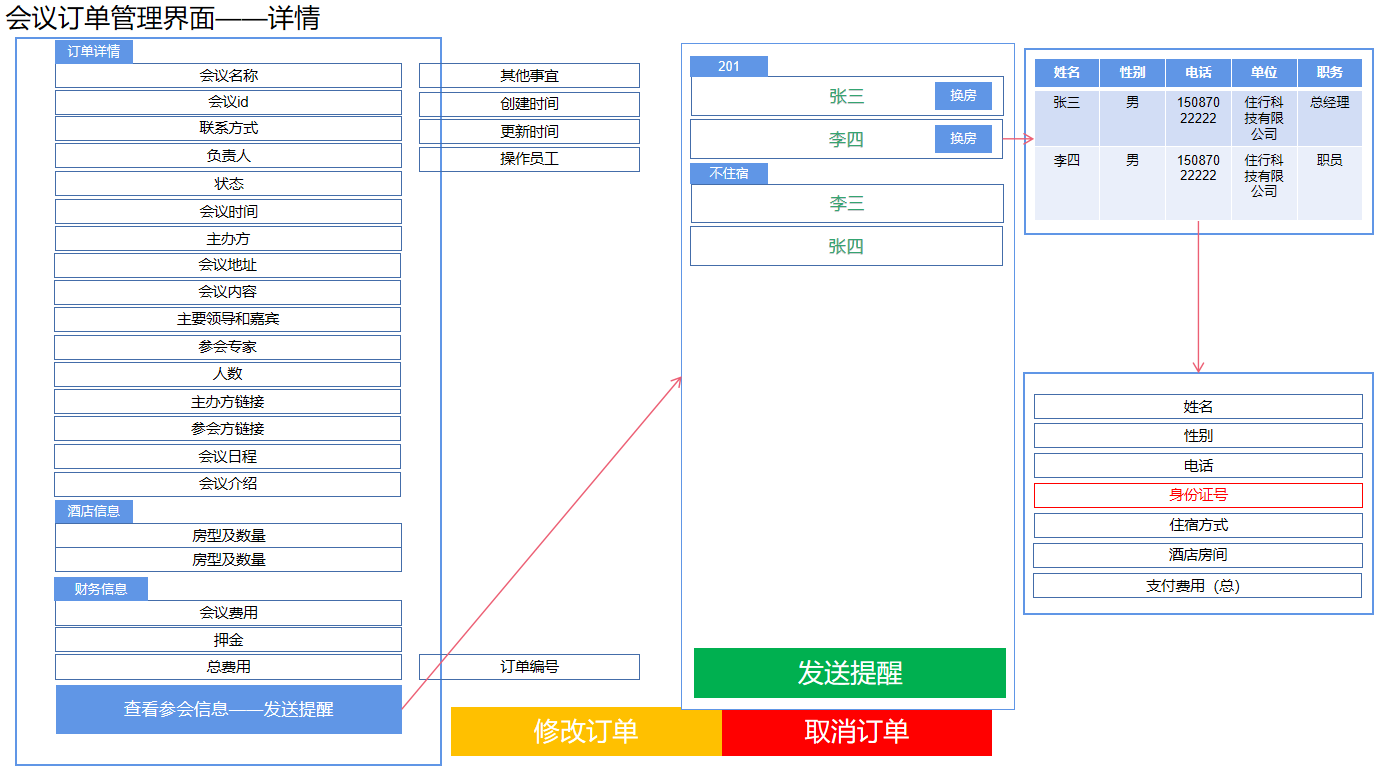 会议订单管理界面——详情
订单详情
会议名称
会议id
联系方式
负责人
状态
会议时间
主办方
会议地址
会议内容
主要领导和嘉宾
参会专家
人数
主办方链接
参会方链接
会议日程
会议介绍
酒店信息
房型及数量
房型及数量
财务信息
会议费用
押金
总费用
查看参会信息——发送提醒
其他事宜
创建时间
更新时间
操作员工
订单编号
修改订单
取消订单
201
张三
换房
李四
换房
不住宿
李三
张四
发送提醒
姓名 性别 电话 单位 职务
张三 男 150870 住行科 总经理
22222 技有限
公司
李四 男 150870 住行科 职员
22222 技有限
公司
姓名
性别
电话
身份证号
住宿方式
酒店房间
支付费用（总）